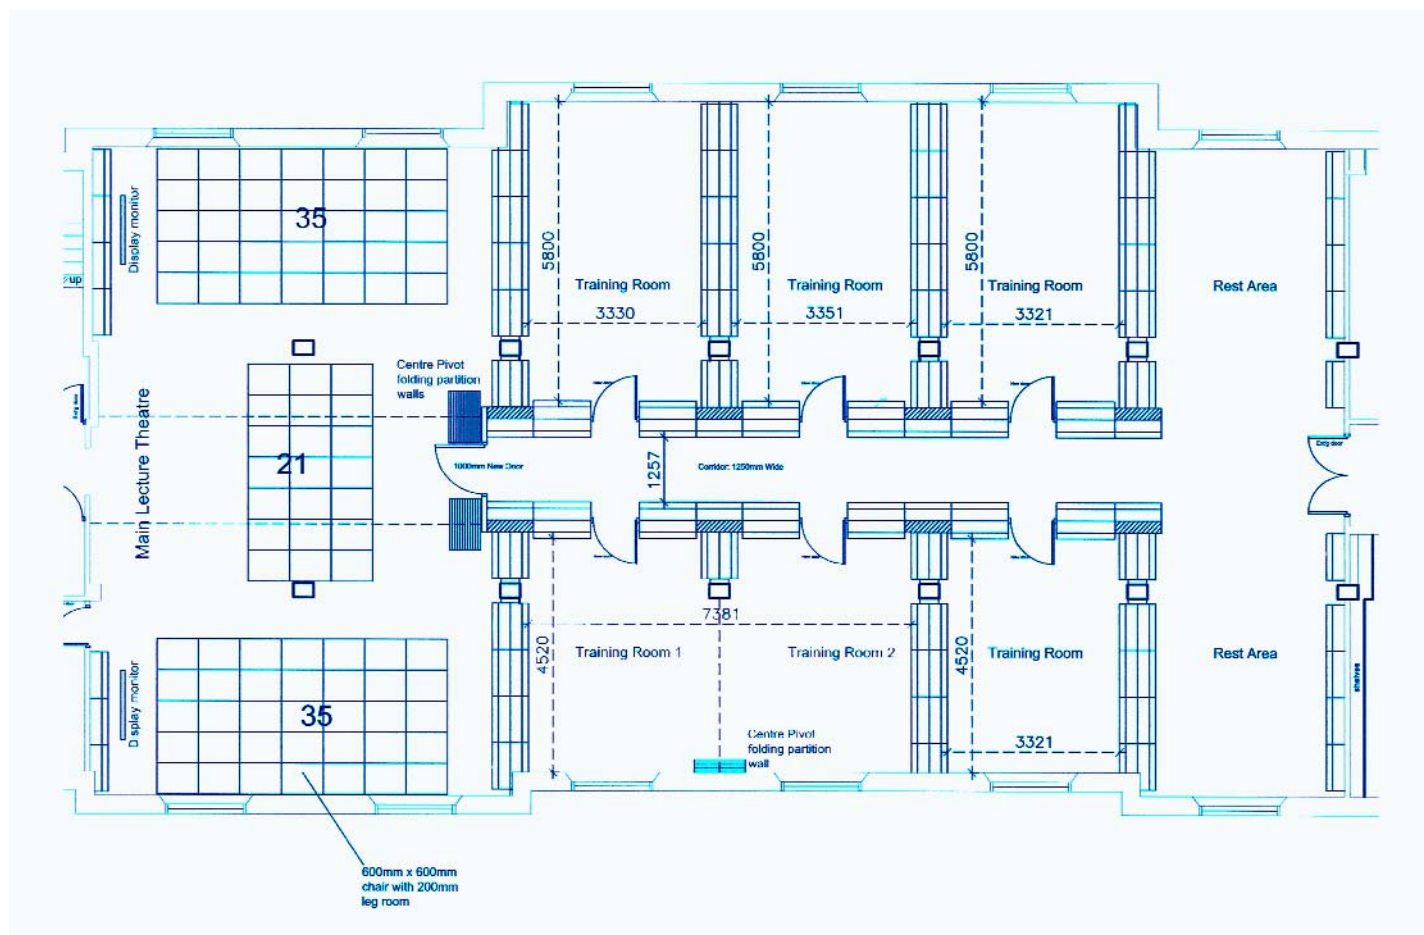 35
Display monitor
up
5800
5800
5800
Training Room
Training Room
Training Room
Rest Area
3330
3351
3321
Centre Pivot
folding partition
walls
Main Lecture Theatre
21
1000mm New Door
1257
Corridor: 1250mm Wide
Extg door
7381
4520
4520
Training Room 1
Training Room 2
Training Room
Rest Area
shelves
Display monitor
35
Centre Pivot
folding partition
wall
3321
600mm x 600mm
chair with 200mm
leg room